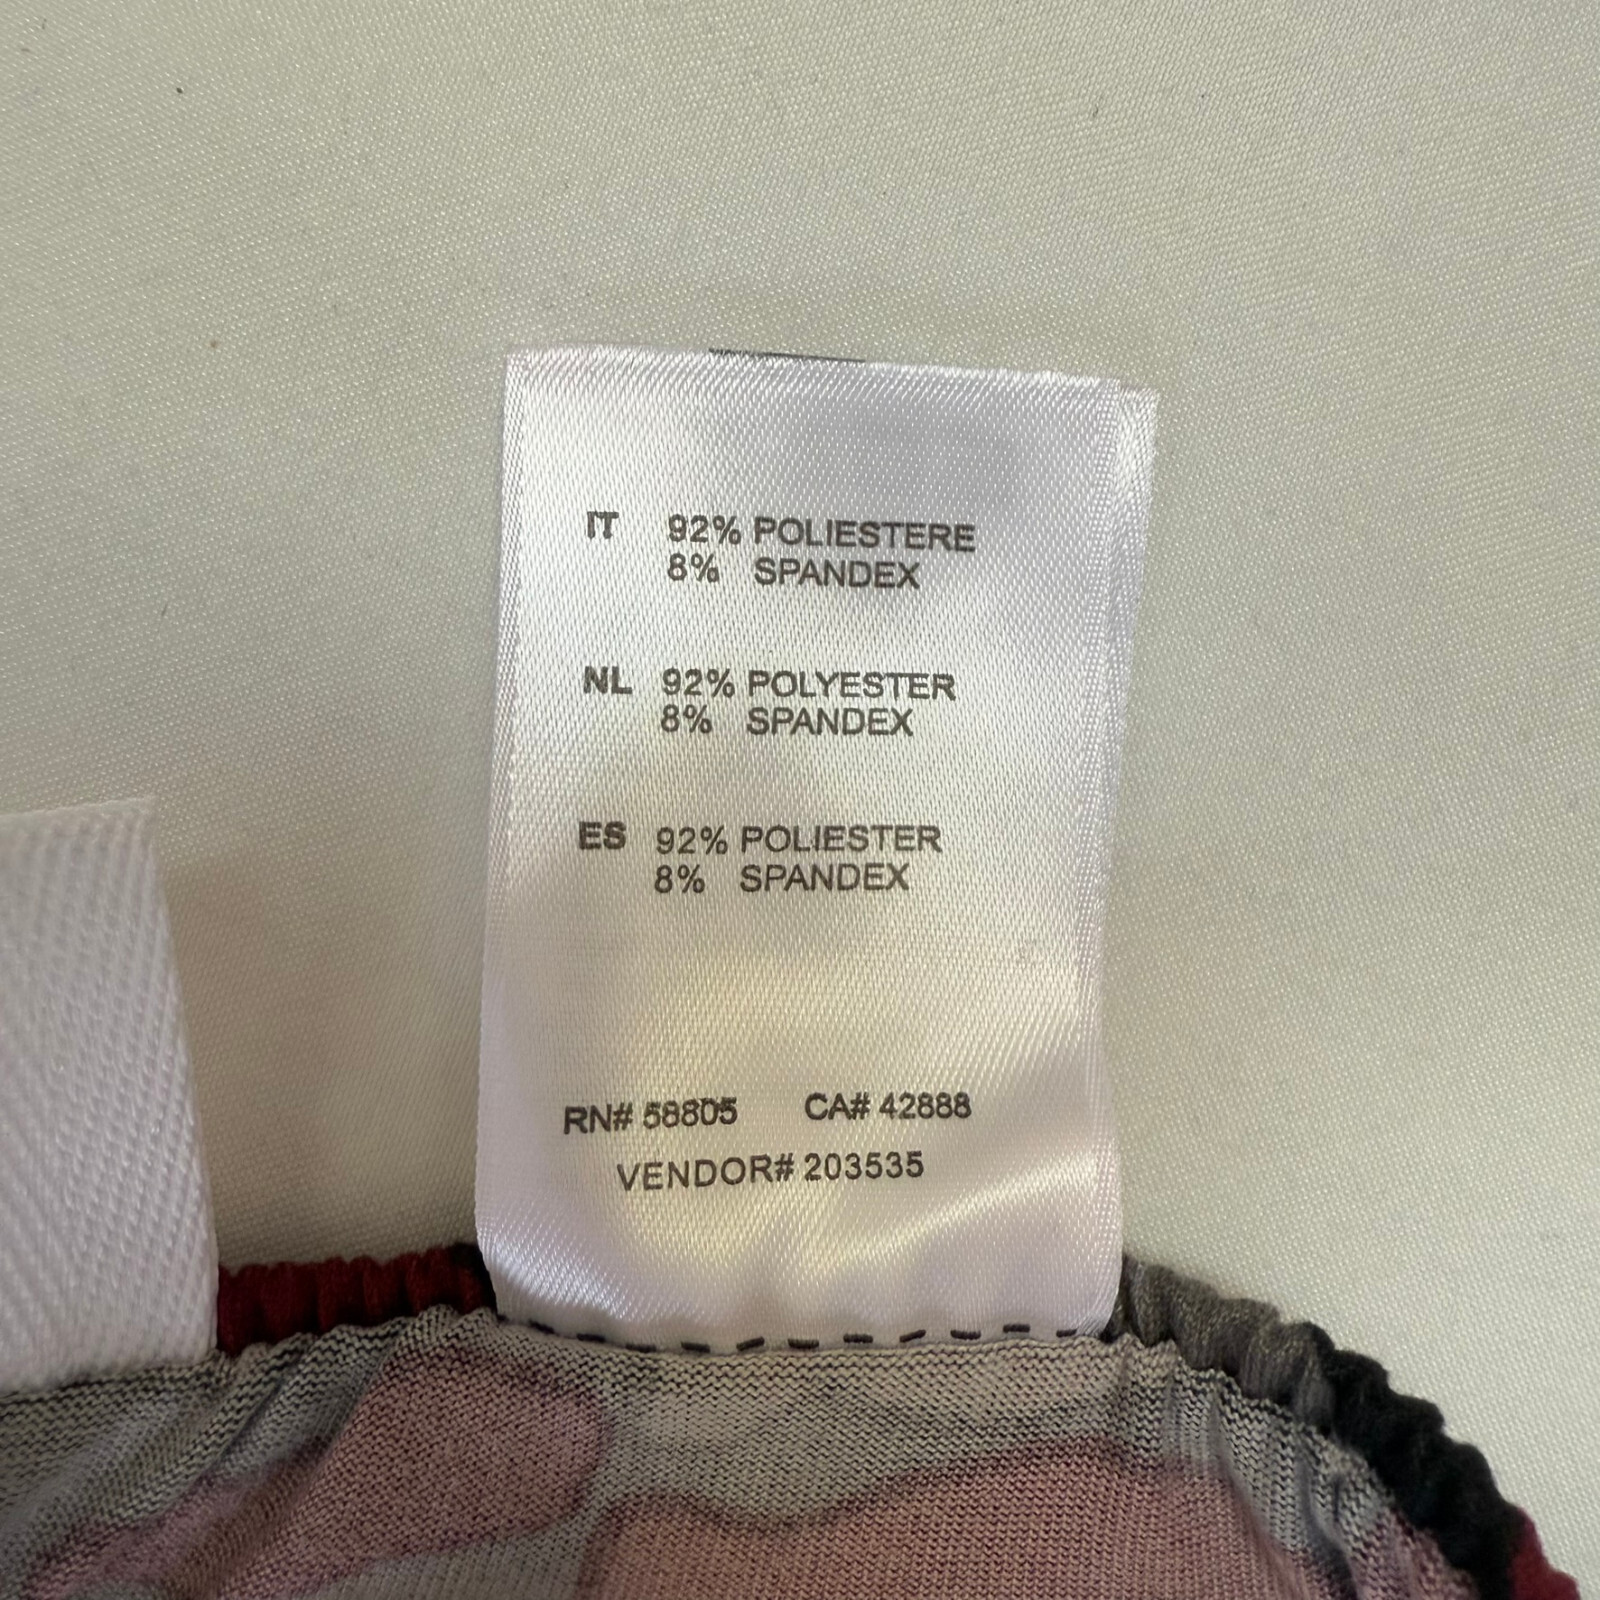 IT 92% POLIESTERE
8% SPANDEX
NL 92% POLYESTER
8% SPANDEX
ES 92% POLIESTER
8% SPANDEX
RN# 58805 CA# 42888
VENDOR# 203535